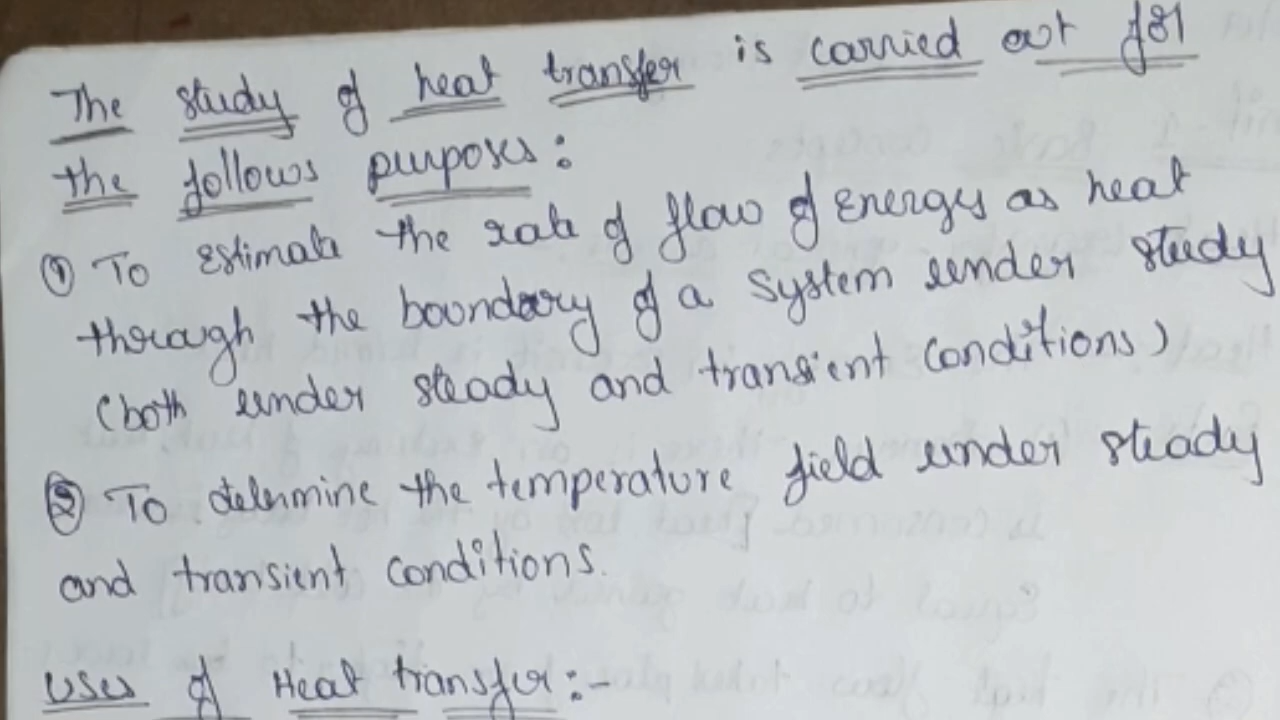 The study of heat transfer is carried out for
the follows purposes:
① To estimate the rate of flow of Energy as heat
through the boundary of a system under study
(both under steady and transient conditions)
② To determine the temperature field under steady
and transient conditions.
Uses of Heat transfer:-